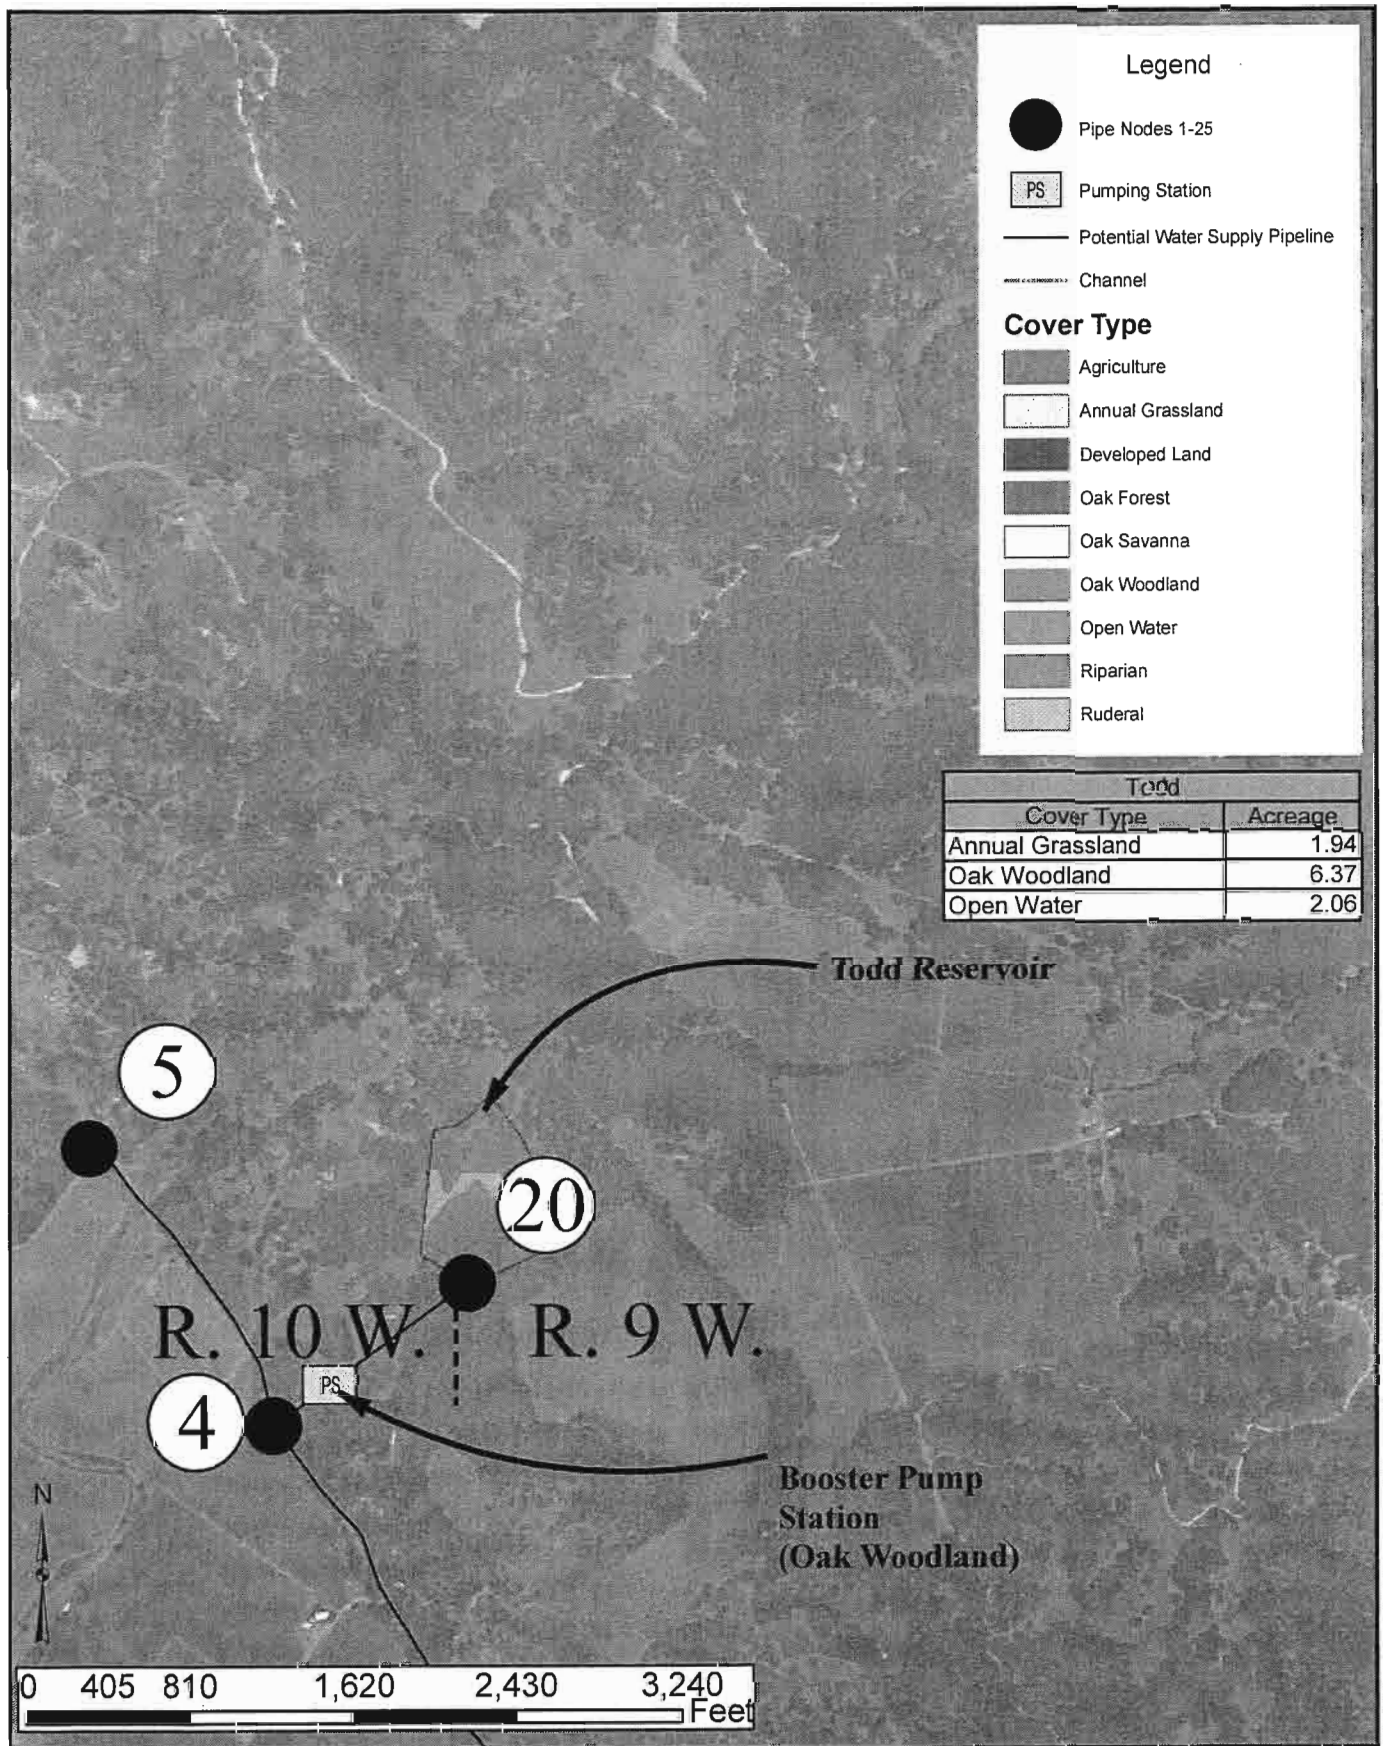 Legend
Pipe Nodes 1-25
PS Pumping Station
Potential Water Supply Pipeline
Channel
Cover Type
Agriculture
Annual Grassland
Developed Land
Oak Forest
Oak Savanna
Oak Woodland
Open Water
Riparian
Ruderal
Todd
Cover Type Acreage
Annual Grassland 1.94
Oak Woodland 6.37
Open Water 2.06
Todd Reservoir
5
20
R. 10 W. R. 9 W.
PS
4
Booster Pump
Station
(Oak Woodland)
N
0 405 810 1,620 2,430 3,240
Feet